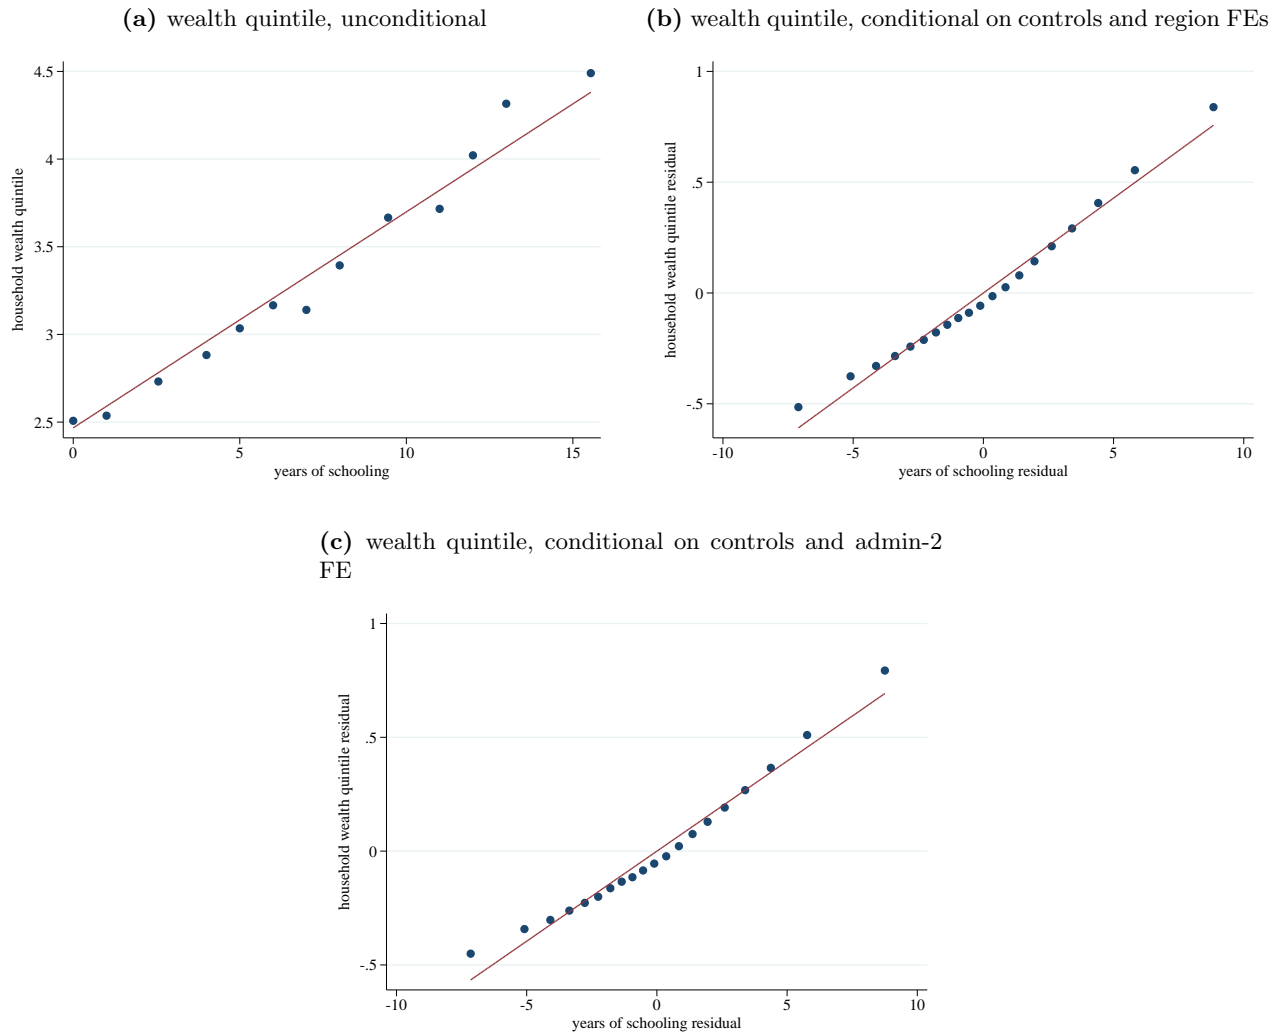 (a) wealth quintile, unconditional
4.5
4
3.5
3
2.5
household wealth quintile
0 5 10 15
years of schooling
(b) wealth quintile, conditional on controls and region FEs
1
.5
0
-.5
household wealth quintile residual
-10 -5 0 5 10
years of schooling residual
(c) wealth quintile, conditional on controls and admin-2
FE
1
.5
0
-.5
household wealth quintile residual
-10 -5 0 5 10
years of schooling residual